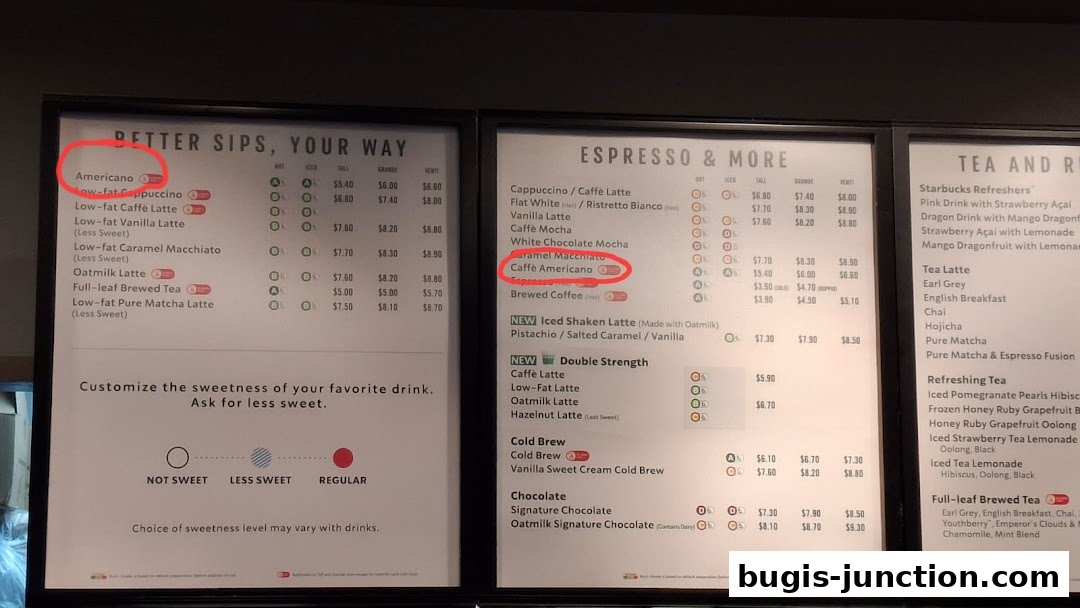 BETTER SIPS, YOUR WAY
HOT ICED TALL GRANDE VENTI
Americano A A $5.40 $6.00 $6.60
Low-fat Cappuccino B B $6.80 $7.40 $8.00
Low-fat Caffè Latte B B
Low-fat Vanilla Latte B B $7.60 $8.20 $8.80
(Less Sweet)
Low-fat Caramel Macchiato B B $7.70 $8.30 $8.90
(Less Sweet)
Oatmilk Latte B B $7.60 $8.20 $8.80
Full-leaf Brewed Tea A $5.00 $5.00 $5.70
Low-fat Pure Matcha Latte B B $7.50 $8.10 $8.70
(Less Sweet)
Customize the sweetness of your favorite drink.
Ask for less sweet.
NOT SWEET LESS SWEET REGULAR
Choice of sweetness level may vary with drinks.
ESPRESSO & MORE
HOT ICED TALL GRANDE VENTI
Cappuccino / Caffè Latte $6.80 $7.40 $8.00
Flat White (Hot) / Ristretto Bianco (Hot) $7.70 $8.30 $8.90
Vanilla Latte $7.60 $8.20 $8.80
Caffè Mocha D
White Chocolate Mocha D D
Caramel Macchiato $7.70 $8.30 $8.90
Caffè Americano A A $5.40 $6.00 $6.60
Espresso (Hot) A $3.90 (SOLO) $4.70 (DOPPIO)
Brewed Coffee (Hot) A $3.90 $4.50 $5.10
NEW Iced Shaken Latte (Made with Oatmilk)
Pistachio / Salted Caramel / Vanilla $7.30 $7.90 $8.50
NEW Double Strength
Caffè Latte $5.90
Low-Fat Latte
Oatmilk Latte $6.70
Hazelnut Latte (Less Sweet)
Cold Brew
Cold Brew A $6.10 $6.70 $7.30
Vanilla Sweet Cream Cold Brew $7.60 $8.20 $8.80
Chocolate
Signature Chocolate D D $7.30 $7.90 $8.50
Oatmilk Signature Chocolate (Contains Dairy) $8.10 $8.70 $9.30
TEA AND R
Starbucks Refreshers
Pink Drink with Strawberry Açaí
Dragon Drink with Mango Dragonf
Strawberry Açaí with Lemonade
Mango Dragonfruit with Lemona
Tea Latte
Earl Grey
English Breakfast
Chai
Hojicha
Pure Matcha
Pure Matcha & Espresso Fusion
Refreshing Tea
Iced Pomegranate Pearls Hibisc
Frozen Honey Ruby Grapefruit B
Honey Ruby Grapefruit Oolong
Iced Strawberry Tea Lemonade
Oolong, Black
Iced Tea Lemonade
Hibiscus, Oolong, Black
Full-leaf Brewed Tea
Earl Grey, English Breakfast, Chai,
Youthberry, Emperor's Clouds &
Chamomile, Mint Blend
bugis-junction.com